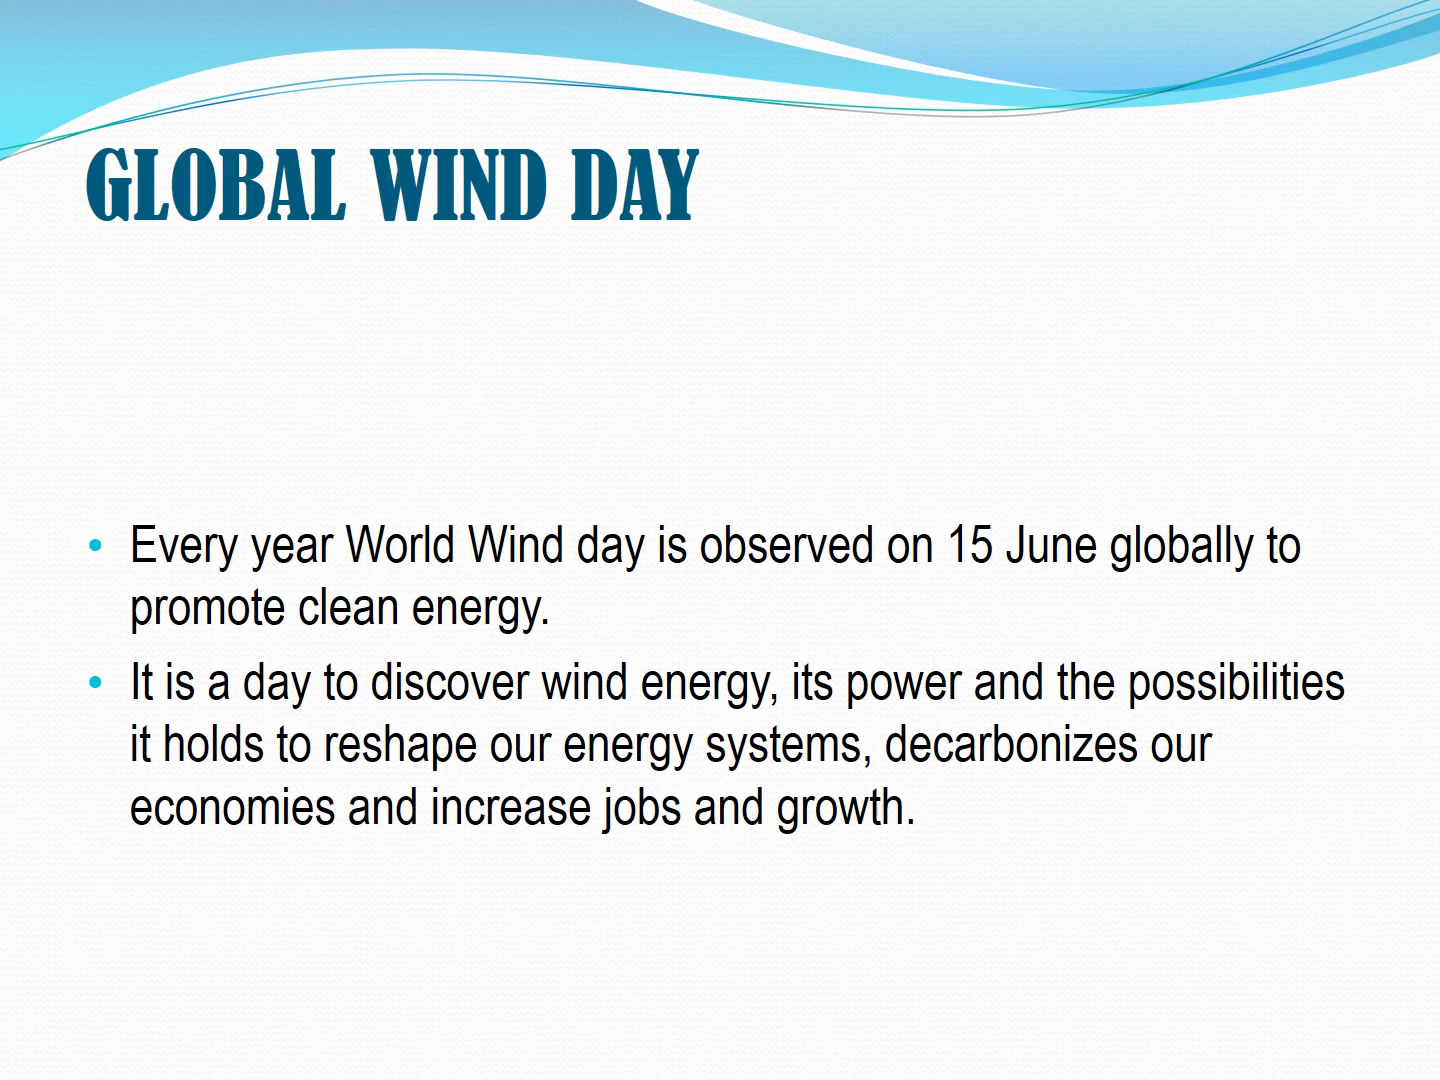 GLOBAL WIND DAY
• Every year World Wind day is observed on 15 June globally to
promote clean energy.
• It is a day to discover wind energy, its power and the possibilities
it holds to reshape our energy systems, decarbonizes our
economies and increase jobs and growth.